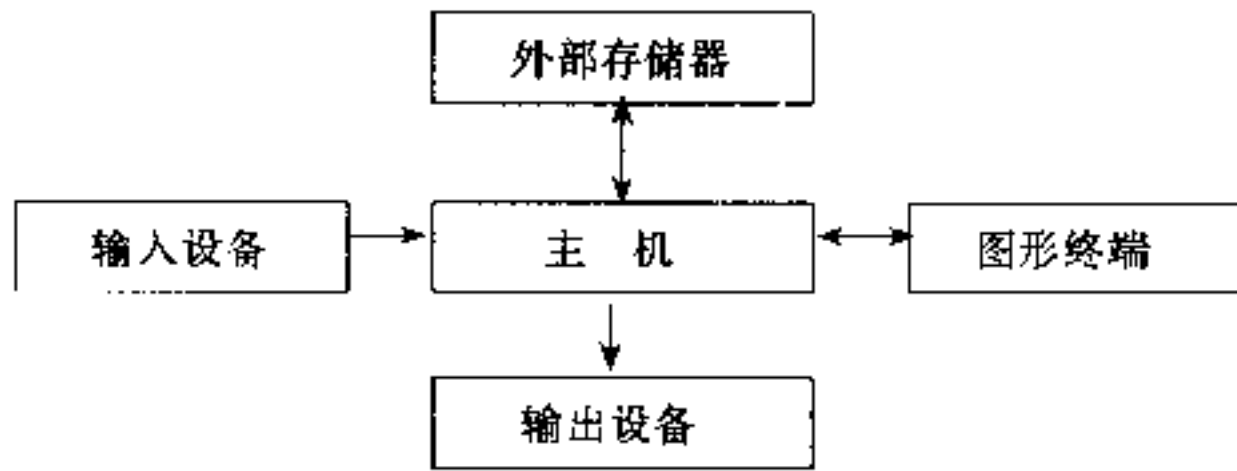 外部存储器
输入设备
主 机
图形终端
输出设备